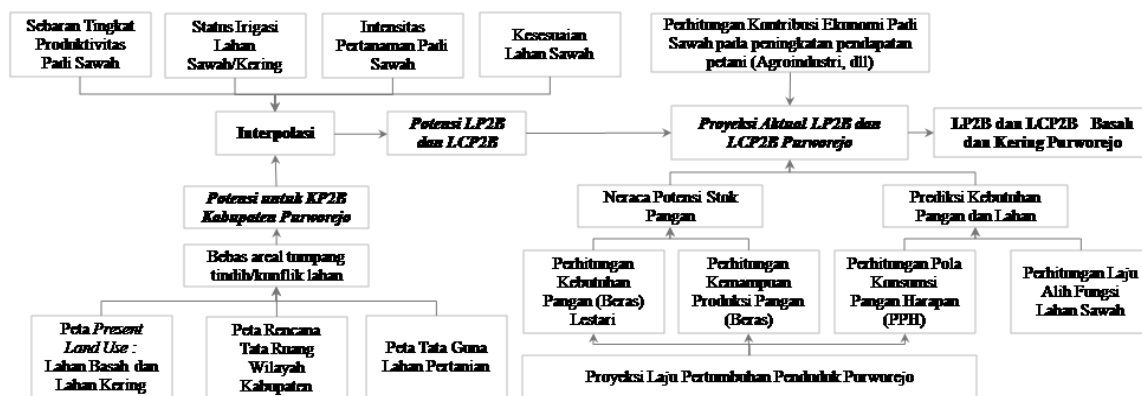 Sebaran Tingkat
Produktivitas
Padi Sawah
Status Irigasi
Lahan
Sawah/Kering
Intensitas
Pertanaman Padi
Sawah
Kesesuaian
Lahan Sawah
Perhitungan Kontribusi Ekonomi Padi
Sawah pada peningkatan pendapatan
petani (Agroindustri, dll)
Interpolasi
Potensi LP2B
dan LCP2B
Proyeksi Aktual LP2B dan
LCP2B Purworejo
LP2B dan LCP2B Basah
dan Kering Purworejo
Potensi untuk KP2B
Kabupaten Purworejo
Neraca Potensi Stok
Pangan
Prediksi Kebutuhan
Pangan dan Lahan
Bebas areal tumpang
tindih/konflik lahan
Perhitungan
Kebutuhan
Pangan (Beras)
Lestari
Perhitungan
Kemampuan
Produksi Pangan
(Beras)
Perhitungan Pola
Konsumsi
Pangan Harapan
(PPH)
Perhitungan Laju
Alih Fungsi
Lahan Sawah
Peta Present
Land Use :
Lahan Basah dan
Lahan Kering
Peta Rencana
Tata Ruang
Wilayah
Kabupaten
Peta Tata Guna
Lahan Pertanian
Proyeksi Laju Pertumbuhan Penduduk Purworejo